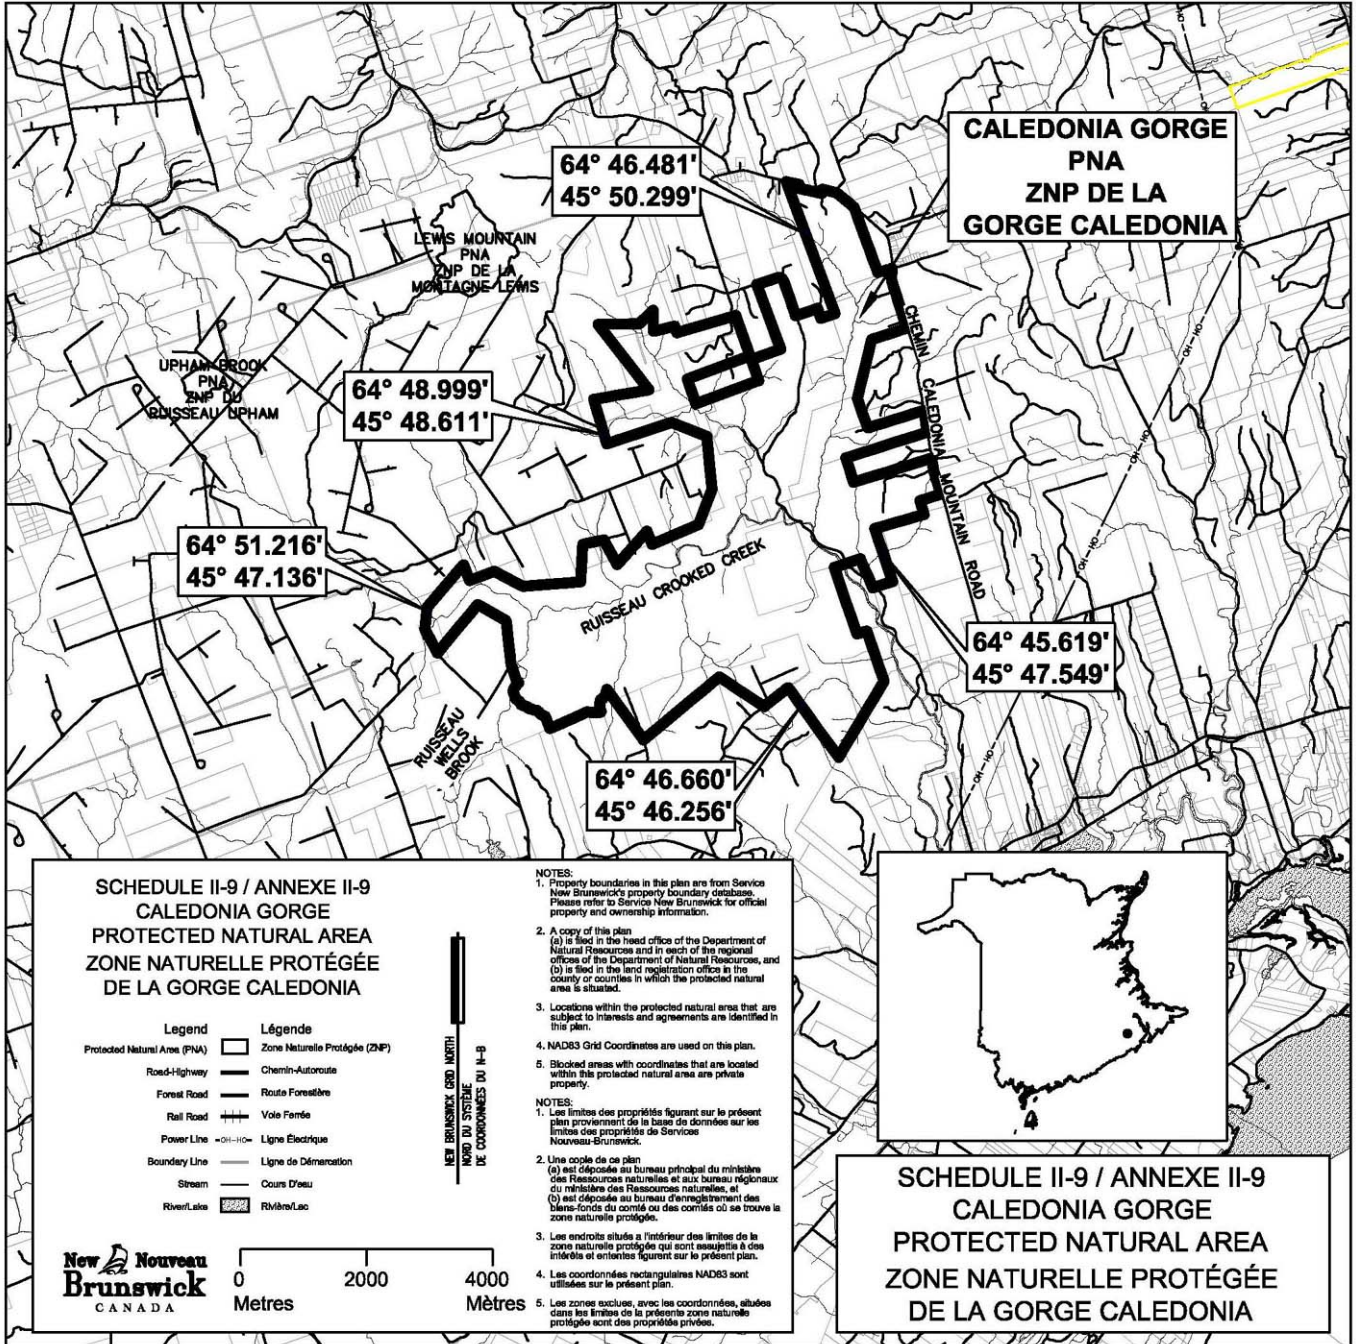 CALEDONIA GORGE
PNA
ZNP DE LA
GORGE CALEDONIA
64° 46.481'
45° 50.299'
LEWIS MOUNTAIN
PNA
ZNP DE LA
MONTAGNE LEWIS
UPHAM BROOK
PNA
ZNP DU
RUISSEAU UPHAM
64° 48.999'
45° 48.611'
CHEMIN CALEDONIA MOUNTAIN ROAD
64° 51.216'
45° 47.136'
RUISSEAU CROOKED CREEK
64° 45.619'
45° 47.549'
RUISSEAU
WELLS
BROOK
64° 46.660'
45° 46.256'
OH-HO
OH-HO
OH-HO
OH-HO
OH-HO
SCHEDULE II-9 / ANNEXE II-9
CALEDONIA GORGE
PROTECTED NATURAL AREA
ZONE NATURELLE PROTÉGÉE
DE LA GORGE CALEDONIA
Legend Légende
Protected Natural Area (PNA) Zone Naturelle Protégée (ZNP)
Road-Highway Chemin-Autoroute
Forest Road Route Forestière
Rail Road Voie Ferrée
Power Line OH-HO Ligne Électrique
Boundary Line Ligne de Démarcation
Stream Cours D'eau
River/Lake Rivière/Lac
NEW BRUNSWICK GRID NORTH
NORD DU SYSTÈME
DE COORDONNÉES DU N-B
New Nouveau
Brunswick
CANADA
0 2000 4000
Metres Mètres
NOTES:
1. Property boundaries in this plan are from Service
New Brunswick's property boundary database.
Please refer to Service New Brunswick for official
property and ownership information.
2. A copy of this plan
(a) is filed in the head office of the Department of
Natural Resources and in each of the regional
offices of the Department of Natural Resources, and
(b) is filed in the land registration office in the
county or counties in which the protected natural
area is situated.
3. Locations within the protected natural area that are
subject to interests and agreements are identified in
this plan.
4. NAD83 Grid Coordinates are used on this plan.
5. Blocked areas with coordinates that are located
within this protected natural area are private
property.
NOTES:
1. Les limites des propriétés figurant sur le présent
plan proviennent de la base de données sur les
limites des propriétés de Services
Nouveau-Brunswick.
2. Une copie de ce plan
(a) est déposée au bureau principal du ministère
des Ressources naturelles et aux bureau régionaux
du ministère des Ressources naturelles, et
(b) est déposée au bureau d'enregistrement des
biens-fonds du comté ou des comtés où se trouve la
zone naturelle protégée.
3. Les endroits situés a l'intérieur des limites de la
zone naturelle protégée qui sont assujettis à des
intérêts et ententes figurent sur le présent plan.
4. Les coordonnées rectangulaires NAD83 sont
utilisées sur le présent plan.
5. Les zones exclues, avec les coordonnées, situées
dans les limites de la présente zone naturelle
protégée sont des propriétés privées.
SCHEDULE II-9 / ANNEXE II-9
CALEDONIA GORGE
PROTECTED NATURAL AREA
ZONE NATURELLE PROTÉGÉE
DE LA GORGE CALEDONIA